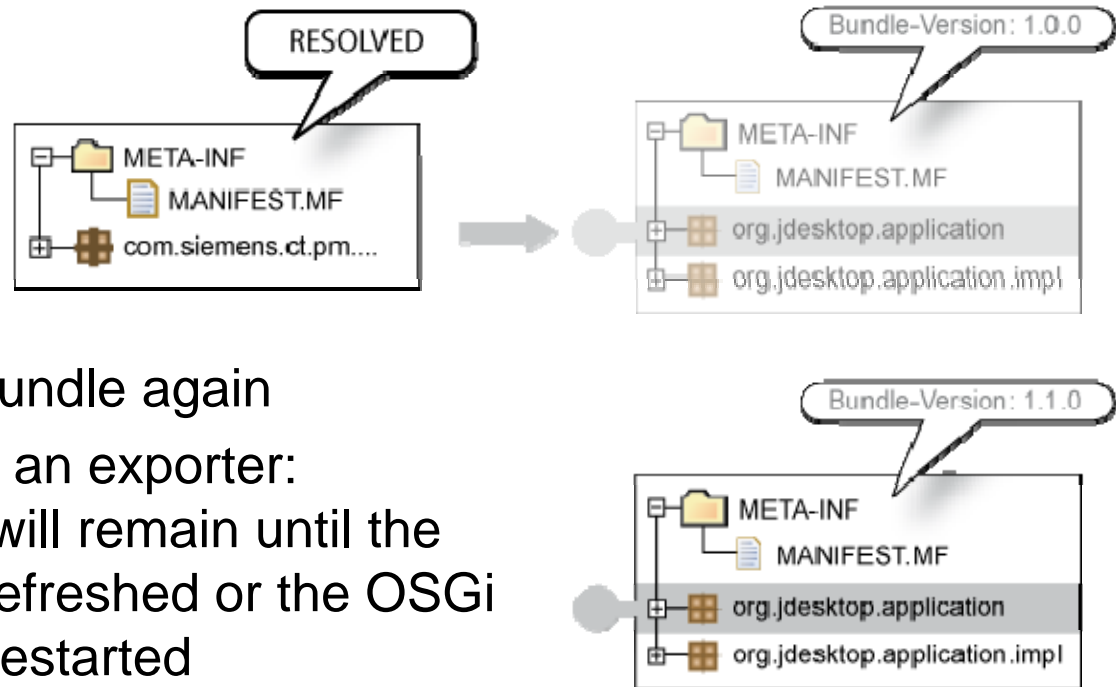 RESOLVED
META-INF
MANIFEST.MF
com.siemens.ct.pm....
Bundle-Version: 1.0.0
META-INF
MANIFEST.MF
org.jdesktop.application
org.jdesktop.application.impl
undle again
an exporter:
will remain until the
efreshed or the OSGi
estarted
Bundle-Version: 1.1.0
META-INF
MANIFEST.MF
org.jdesktop.application
org.jdesktop.application.impl